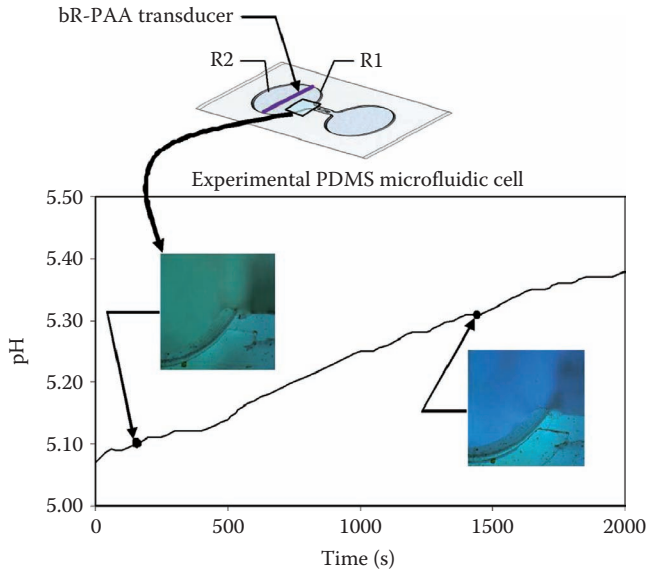 bR-PAA transducer
R2
R1
Experimental PDMS microfluidic cell
5.50
5.40
5.30
5.20
5.10
5.00
pH
0
500
1000
1500
2000
Time (s)